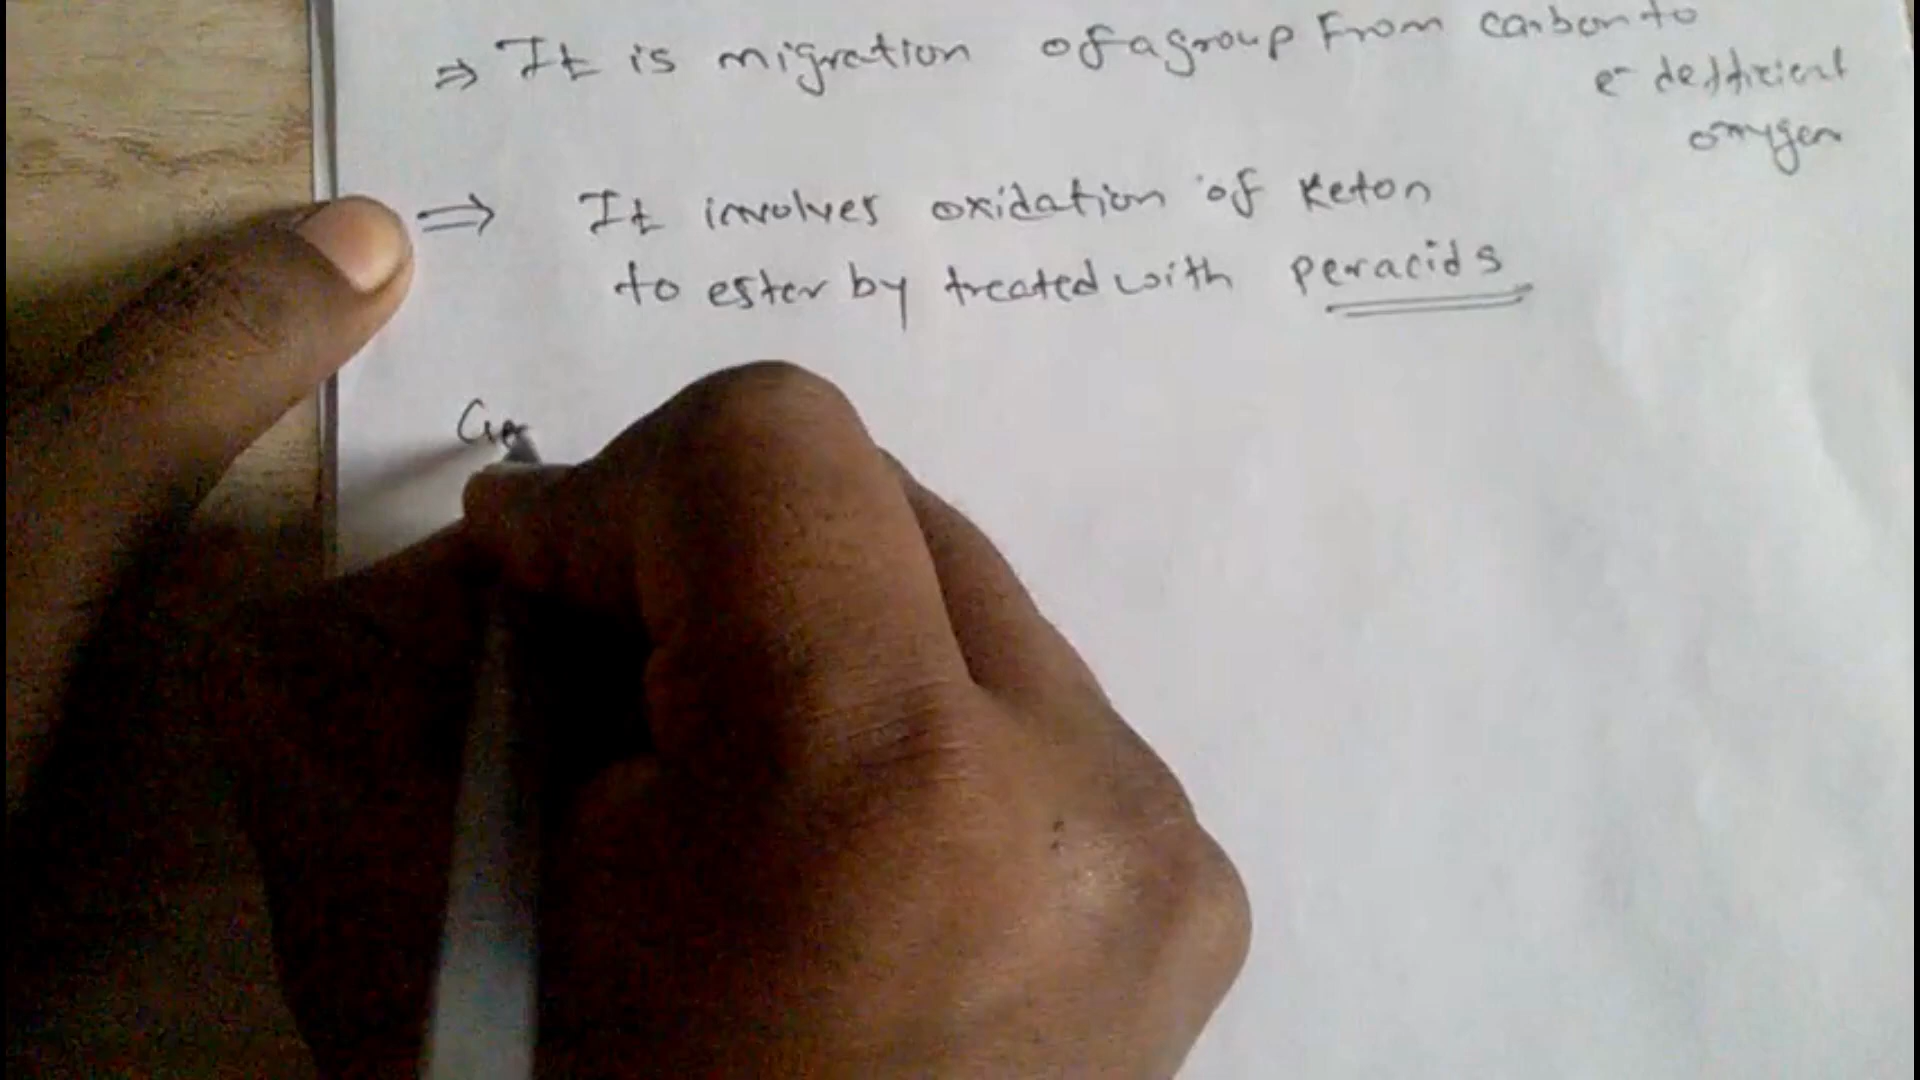 ⇒ It is migration of a group From carbon to
e- defficient
oxygen
⇒ It involves oxidation of Keton
to ester by treated with peracids
Ge